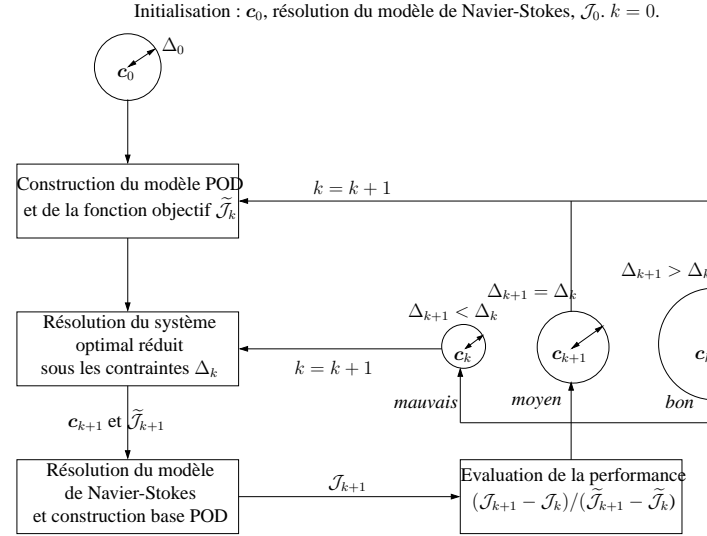 Initialisation : c₀, résolution du modèle de Navier-Stokes, 𝒥₀. k = 0.
Δ₀
c₀
Construction du modèle POD
et de la fonction objectif 𝒥̃ₖ
k = k + 1
Δₖ₊₁ > Δₖ
Δₖ₊₁ = Δₖ
Δₖ₊₁ < Δₖ
Résolution du système
optimal réduit
sous les contraintes Δₖ
k = k + 1
cₖ
cₖ₊₁
mauvais
moyen
bon
cₖ₊₁ et 𝒥̃ₖ₊₁
Résolution du modèle
de Navier-Stokes
et construction base POD
𝒥ₖ₊₁
Evaluation de la performance
(𝒥ₖ₊₁ − 𝒥ₖ)/(𝒥̃ₖ₊₁ − 𝒥̃ₖ)